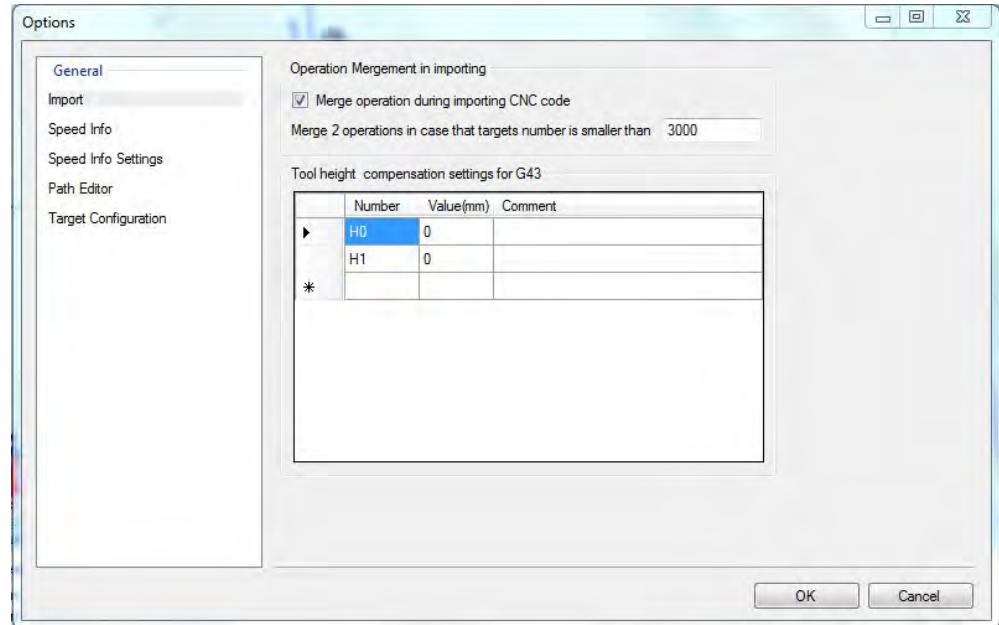 Options
General
Import
Speed Info
Speed Info Settings
Path Editor
Target Configuration
Operation Mergement in importing
Merge operation during importing CNC code
Merge 2 operations in case that targets number is smaller than 3000
Tool height compensation settings for G43
Number Value(mm) Comment
H0 0
H1 0
OK Cancel